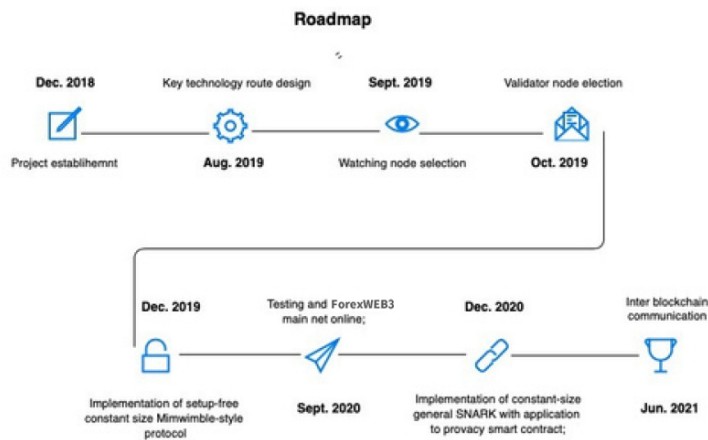 Roadmap
Dec. 2018
Key technology route design
Sept. 2019
Validator node election
Project establihemnt
Aug. 2019
Watching node selection
Oct. 2019
Dec. 2019
Testing and ForexWEB3
main net online;
Dec. 2020
Inter blockchain
communication
Implementation of setup-free
constant size Mimwimble-style
protocol
Sept. 2020
Implementation of constant-size
general SNARK with application
to provacy smart contract;
Jun. 2021